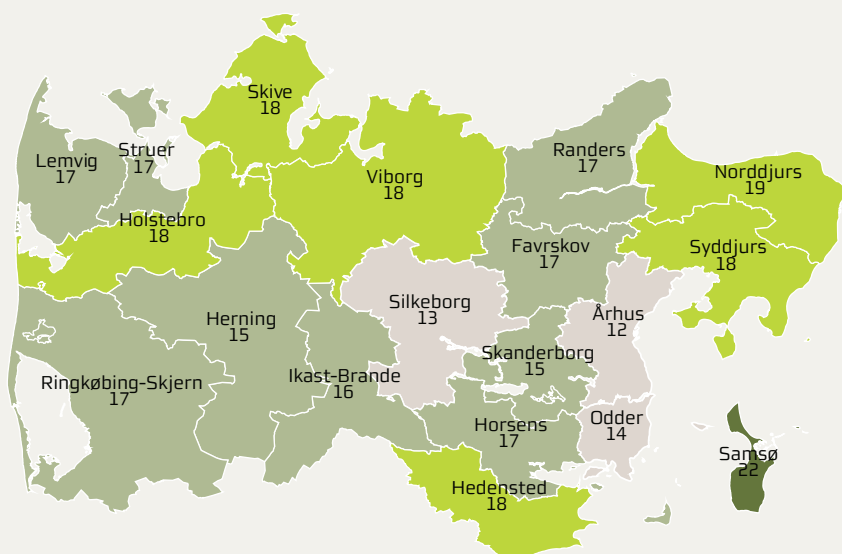 Skive
18
Lemvig
17
Struer
17
Randers
17
Viborg
18
Norddjurs
19
Holstebro
18
Favrskov
17
Syddjurs
18
Silkeborg
13
Århus
12
Herning
15
Skanderborg
15
Ringkøbing-Skjern
17
Ikast-Brande
16
Horsens
17
Odder
14
Samsø
22
Hedensted
18